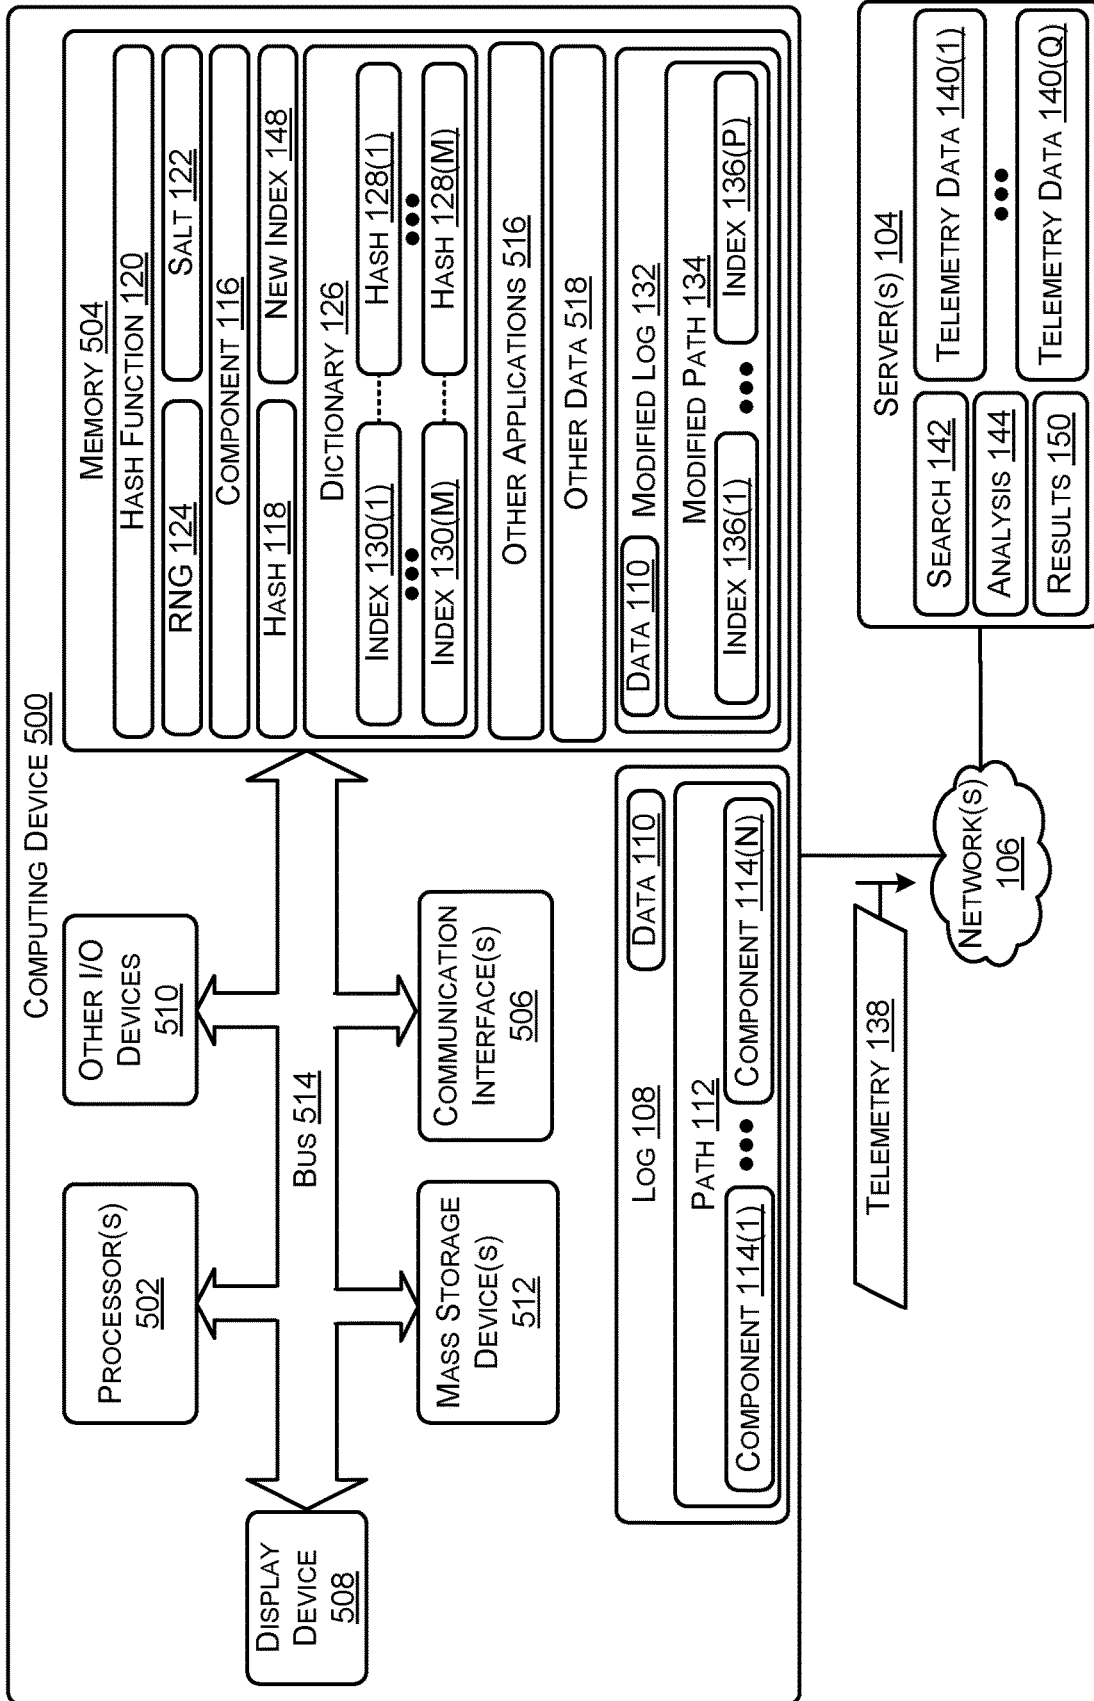 COMPUTING DEVICE 500
PROCESSOR(S)
502
OTHER I/O
DEVICES
510
DISPLAY
DEVICE
508
BUS 514
MASS STORAGE
DEVICE(S)
512
COMMUNICATION
INTERFACE(S)
506
LOG 108
DATA 110
PATH 112
COMPONENT 114(1)
●●●
COMPONENT 114(N)
MEMORY 504
HASH FUNCTION 120
RNG 124
SALT 122
COMPONENT 116
HASH 118
NEW INDEX 148
DICTIONARY 126
INDEX 130(1)
HASH 128(1)
●●●
●●●
INDEX 130(M)
HASH 128(M)
OTHER APPLICATIONS 516
OTHER DATA 518
DATA 110
MODIFIED LOG 132
MODIFIED PATH 134
INDEX 136(1)
●●●
INDEX 136(P)
TELEMETRY 138
NETWORK(S)
106
SERVER(S) 104
SEARCH 142
ANALYSIS 144
RESULTS 150
TELEMETRY DATA 140(1)
●●●
TELEMETRY DATA 140(Q)